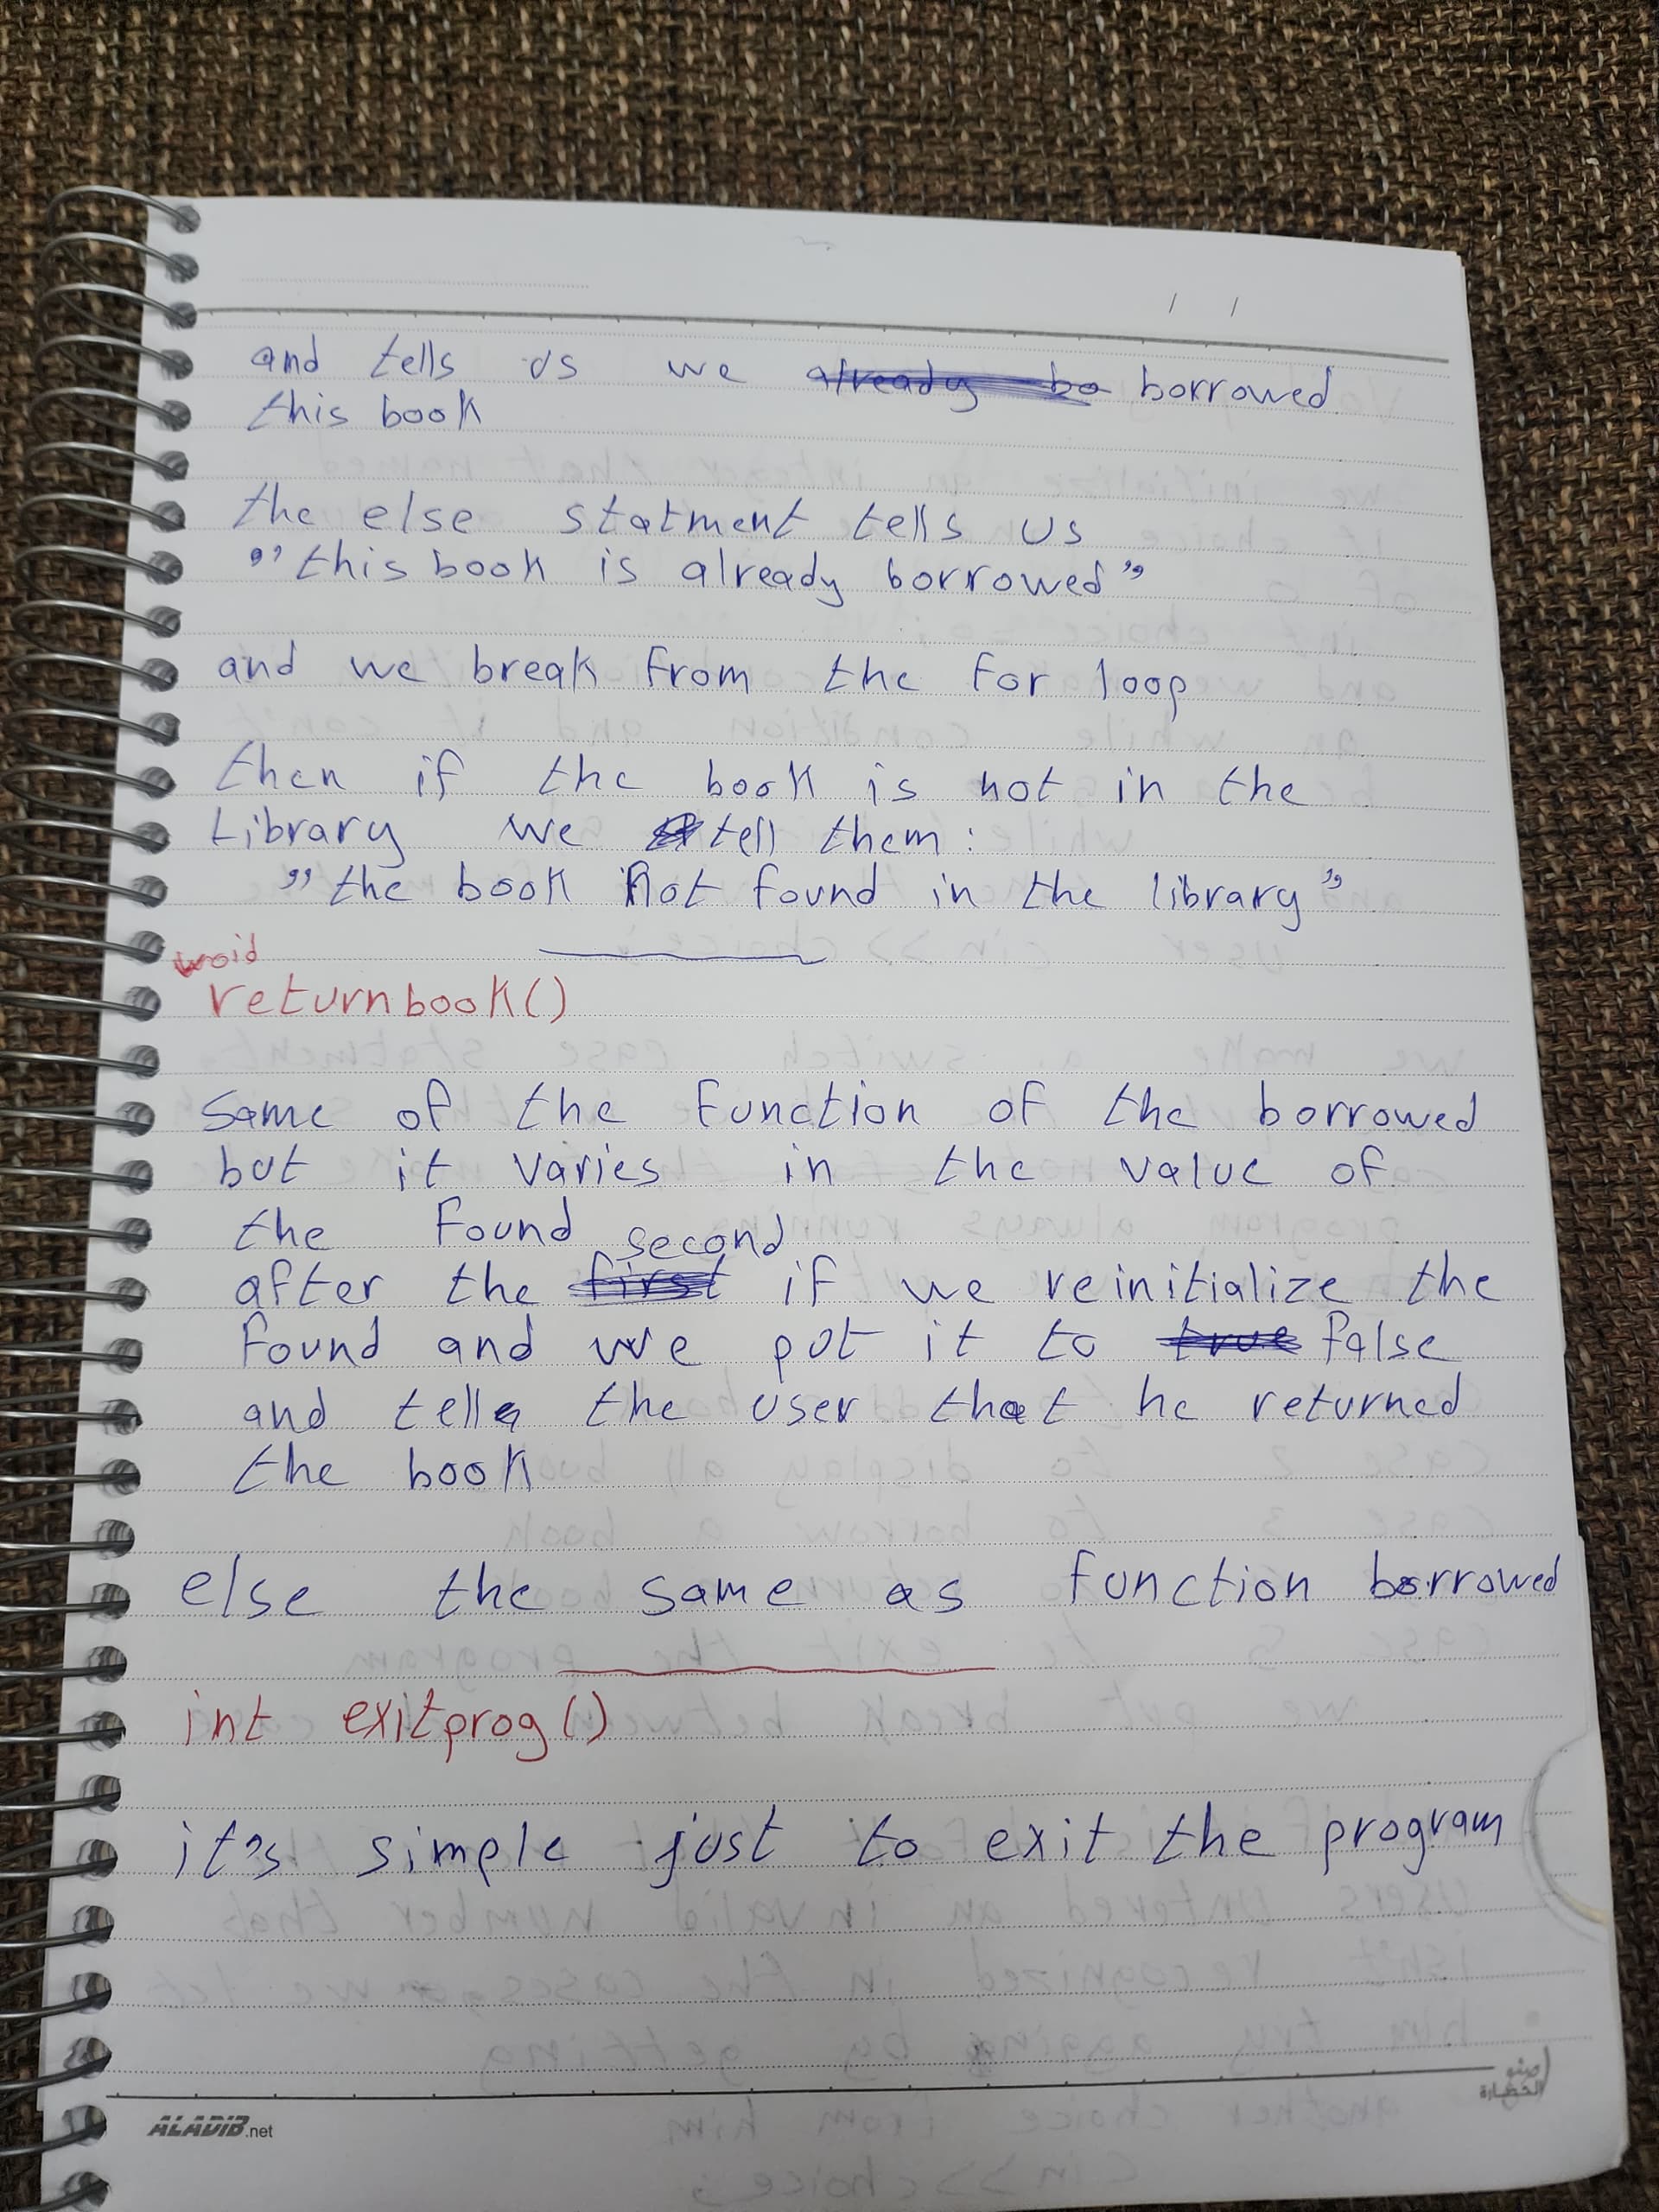 and tells us we already bo borrowed
this book
the else statment tells us
"this book is already borrowed"
and we break from the for loop
then if the book is not in the
Library we tell them:
"the book Not found in the library"
void
returnbook()
same of the function of the borrowed
but it varies in the value of
the found
second
after the first if we reinitialize the
found and we put it to true false
and tell the user that he returned
the book
else the same as function borrowed
int exitprog()
it's simple just to exit the program
ALADIB.net